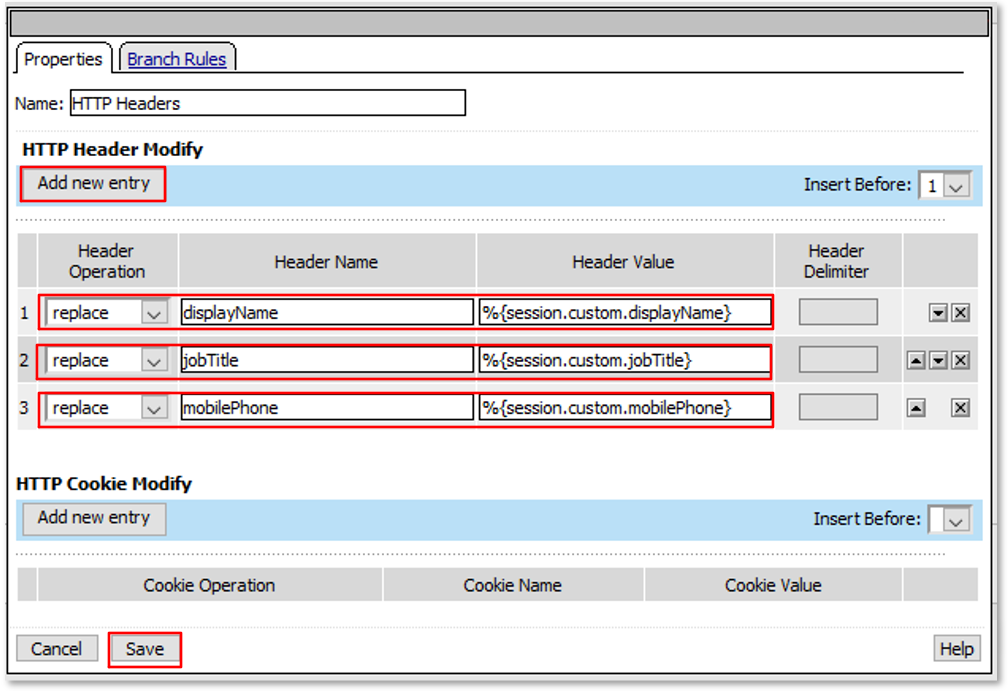 Properties Branch Rules
Name: HTTP Headers
HTTP Header Modify
Add new entry Insert Before: 1
Header Operation Header Name Header Value Header Delimiter
1 replace displayName %{session.custom.displayName}
2 replace jobTitle %{session.custom.jobTitle}
3 replace mobilePhone %{session.custom.mobilePhone}
HTTP Cookie Modify
Add new entry Insert Before:
Cookie Operation Cookie Name Cookie Value
Cancel Save Help